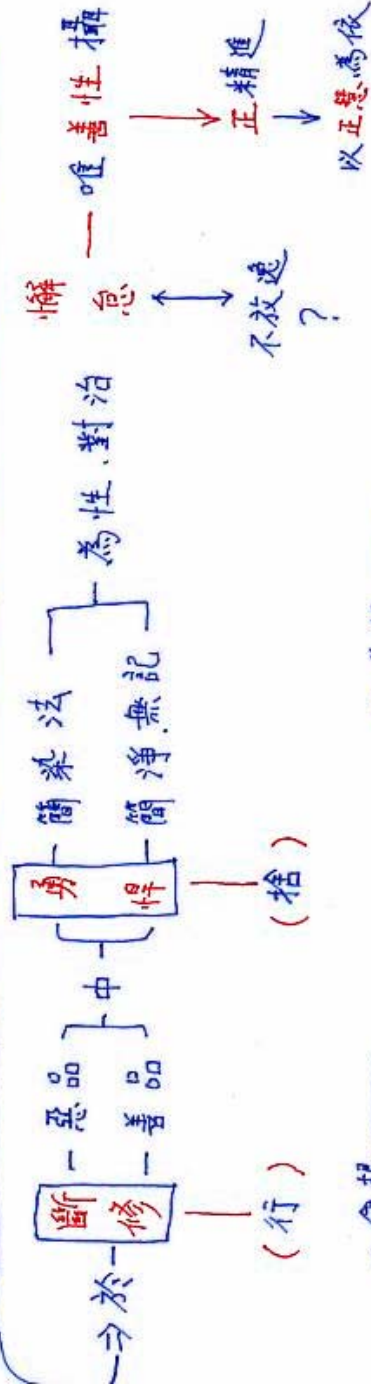 ⇒ 於
斷 惡品
修 善品
(行)
中
勇 簡染法
悍 簡淨無記
(捨)
為性、對治
懈怠
不放逸
?
唯善性攝
正精進
以正慧為依